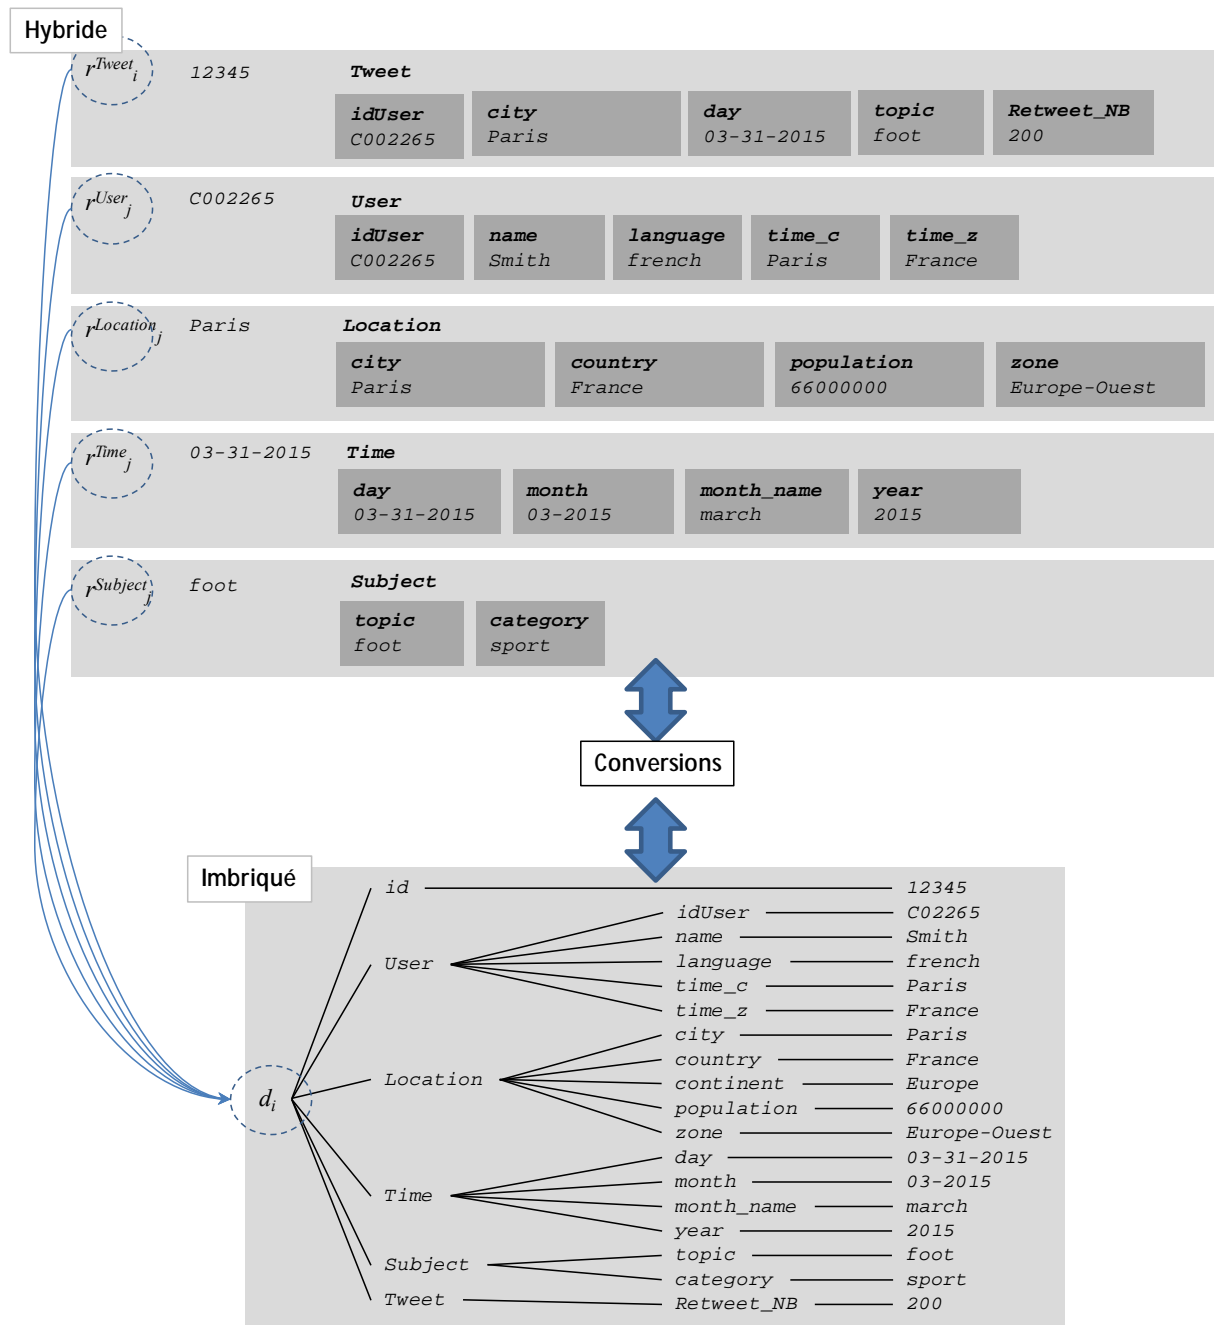 Hybride
r^Tweet_i 12345 Tweet
idUser city day topic Retweet_NB
C002265 Paris 03-31-2015 foot 200
r^User_j C002265 User
idUser name language time_c time_z
C002265 Smith french Paris France
r^Location_j Paris Location
city country population zone
Paris France 66000000 Europe-Ouest
r^Time_j 03-31-2015 Time
day month month_name year
03-31-2015 03-2015 march 2015
r^Subject_j foot Subject
topic category
foot sport
Conversions
Imbriqué
id 12345
idUser C02265
name Smith
User language french
time_c Paris
time_z France
city Paris
country France
Location continent Europe
d_i population 66000000
zone Europe-Ouest
day 03-31-2015
month 03-2015
Time month_name march
year 2015
topic foot
Subject category sport
Tweet Retweet_NB 200